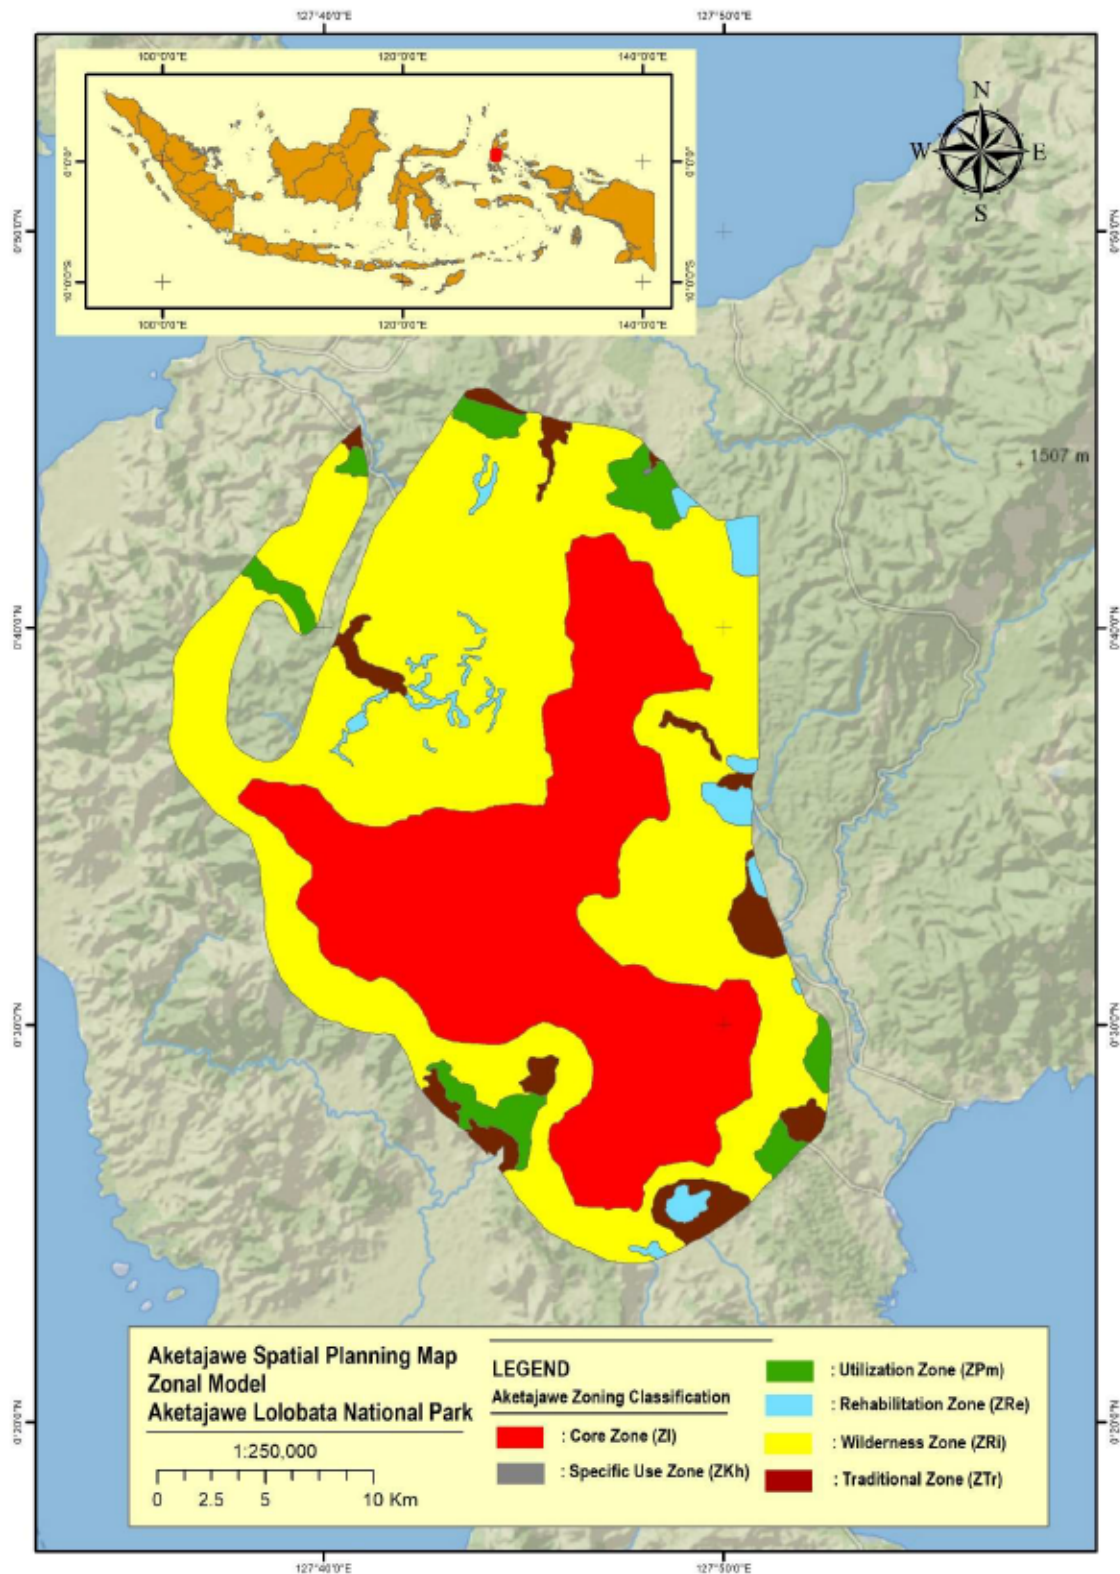 127°40'0"E
127°50'0"E
100°0'0"E
120°0'0"E
140°0'0"E
N
W
E
S
0°0'0"
0°0'0"
10°0'0"S
10°0'0"S
100°0'0"E
120°0'0"E
140°0'0"E
0°50'0"N
0°50'0"N
1507 m
0°40'0"N
0°40'0"N
0°30'0"N
0°30'0"N
0°20'0"N
0°20'0"N
Aketajawe Spatial Planning Map
Zonal Model
Aketajawe Lolobata National Park
1:250,000
0 2.5 5 10 Km
LEGEND
Aketajawe Zoning Classification
: Core Zone (ZI)
: Specific Use Zone (ZKh)
: Utilization Zone (ZPm)
: Rehabilitation Zone (ZRe)
: Wilderness Zone (ZRi)
: Traditional Zone (ZTr)
127°40'0"E
127°50'0"E